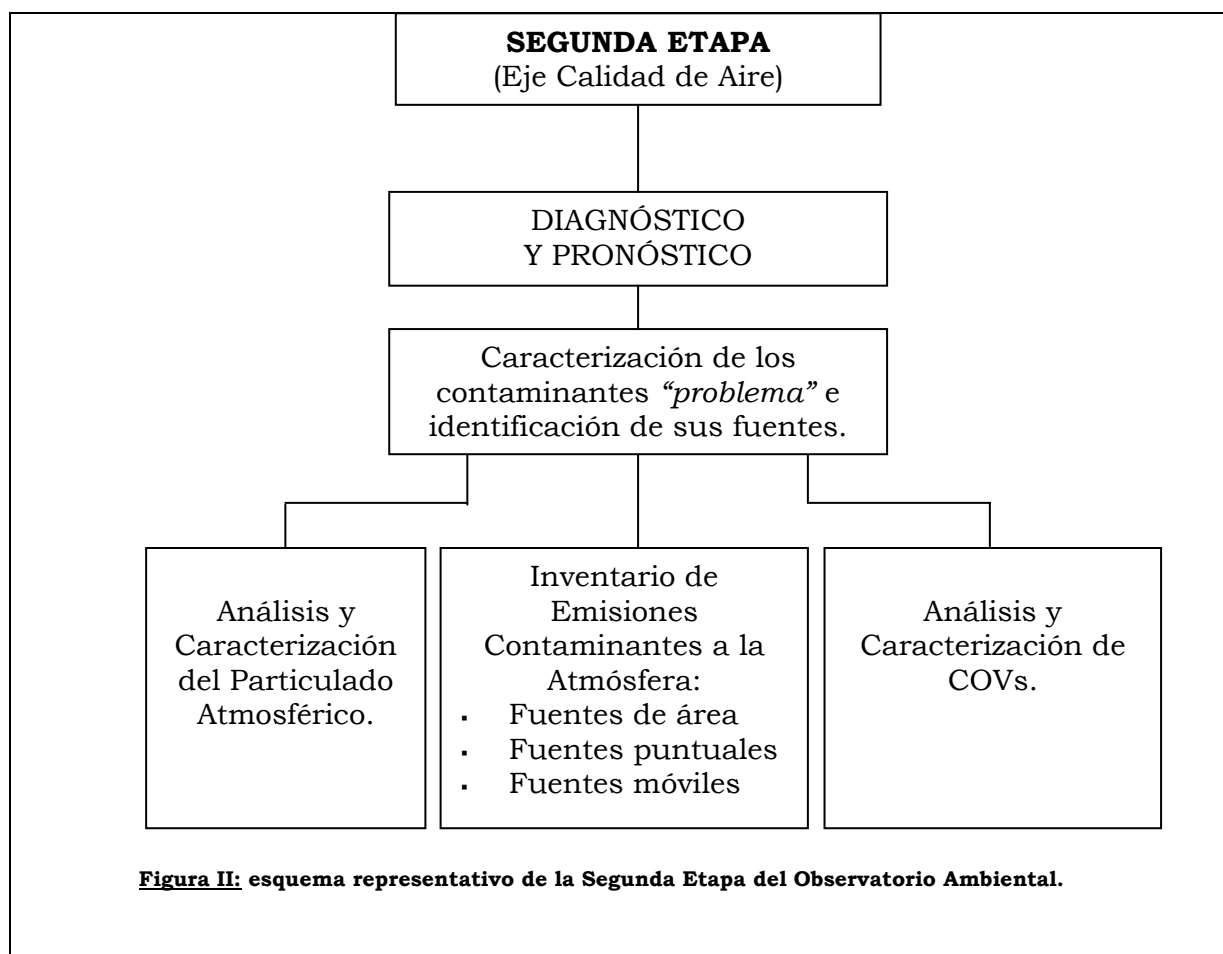 SEGUNDA ETAPA
(Eje Calidad de Aire)
DIAGNÓSTICO
Y PRONÓSTICO
Caracterización de los
contaminantes “problema” e
identificación de sus fuentes.
Análisis y
Caracterización
del Particulado
Atmosférico.
Inventario de
Emisiones
Contaminantes a la
Atmósfera:
▪ Fuentes de área
▪ Fuentes puntuales
▪ Fuentes móviles
Análisis y
Caracterización de
COVs.
Figura II: esquema representativo de la Segunda Etapa del Observatorio Ambiental.